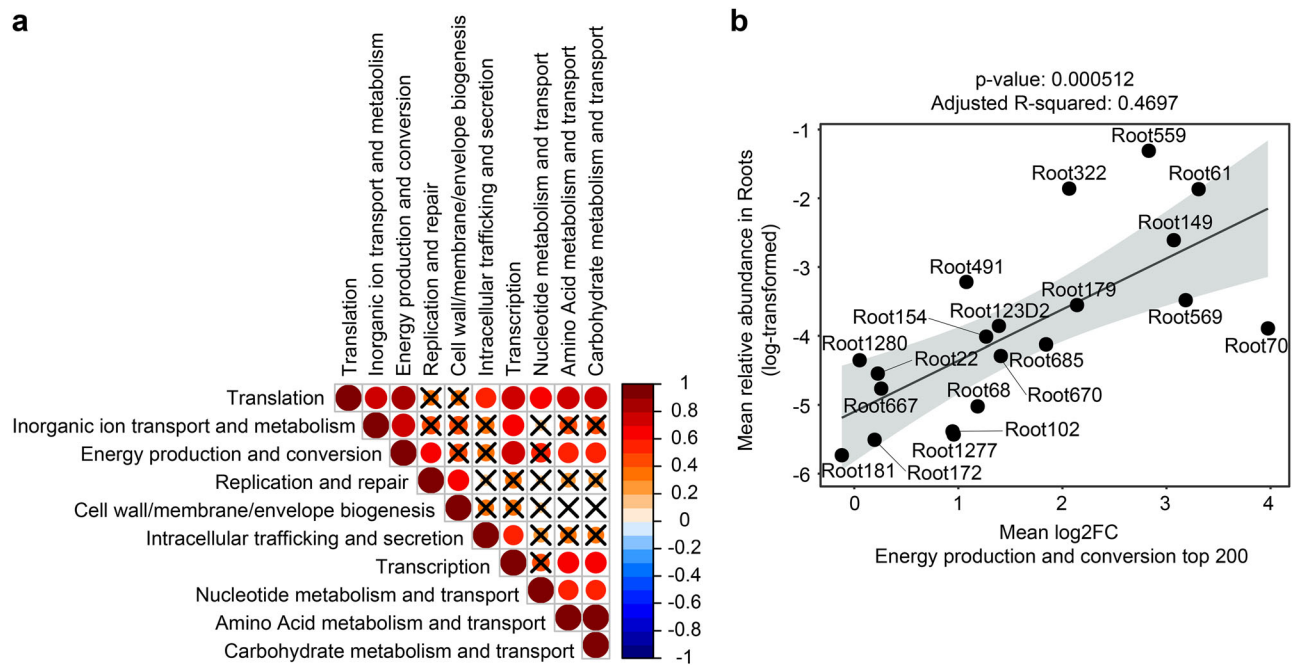 a
Translation
Inorganic ion transport and metabolism
Energy production and conversion
Replication and repair
Cell wall/membrane/envelope biogenesis
Intracellular trafficking and secretion
Transcription
Nucleotide metabolism and transport
Amino Acid metabolism and transport
Carbohydrate metabolism and transport
Translation
Inorganic ion transport and metabolism
Energy production and conversion
Replication and repair
Cell wall/membrane/envelope biogenesis
Intracellular trafficking and secretion
Transcription
Nucleotide metabolism and transport
Amino Acid metabolism and transport
Carbohydrate metabolism and transport
1
0.8
0.6
0.4
0.2
0
-0.2
-0.4
-0.6
-0.8
-1
b
p-value: 0.000512
Adjusted R-squared: 0.4697
Mean relative abundance in Roots
(log-transformed)
-1
-2
-3
-4
-5
-6
Root559
Root322
Root61
Root149
Root491
Root179
Root154
Root123D2
Root569
Root70
Root1280
Root22
Root685
Root667
Root68
Root670
Root102
Root1277
Root181
Root172
0
1
2
3
4
Mean log2FC
Energy production and conversion top 200